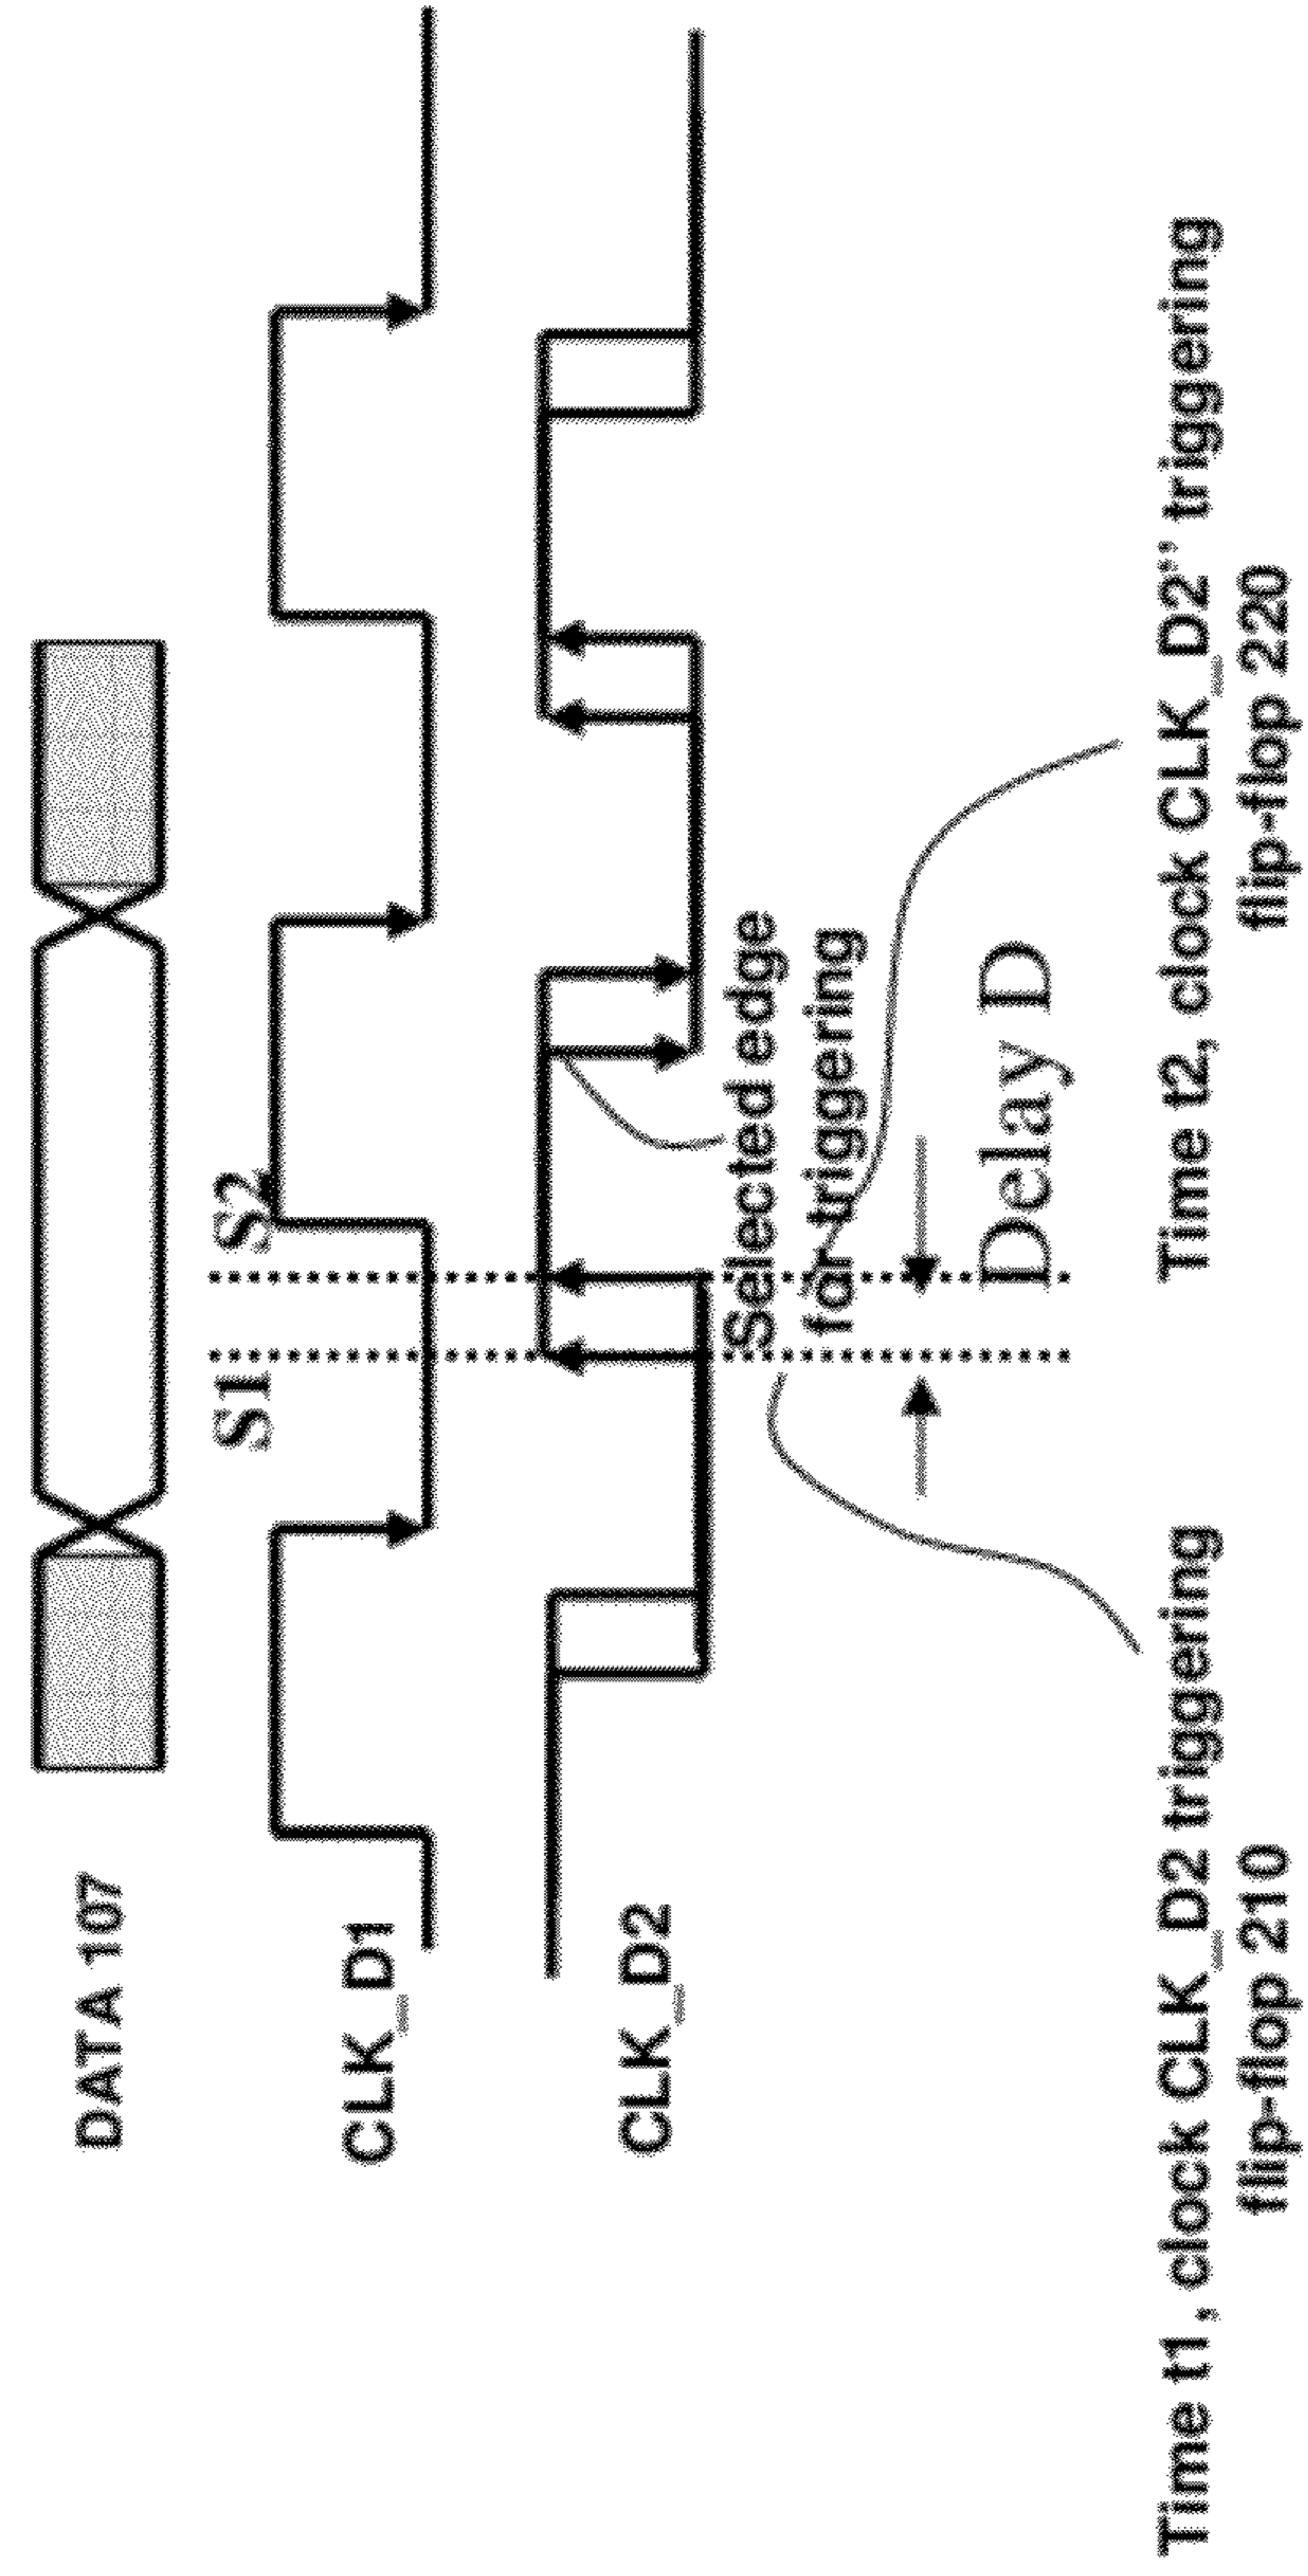 DATA 107
S1
S2
CLK_D1
CLK_D2
Selected edge
for triggering
Delay D
Time t1, clock CLK_D2 triggering
flip-flop 210
Time t2, clock CLK_D2'' triggering
flip-flop 220